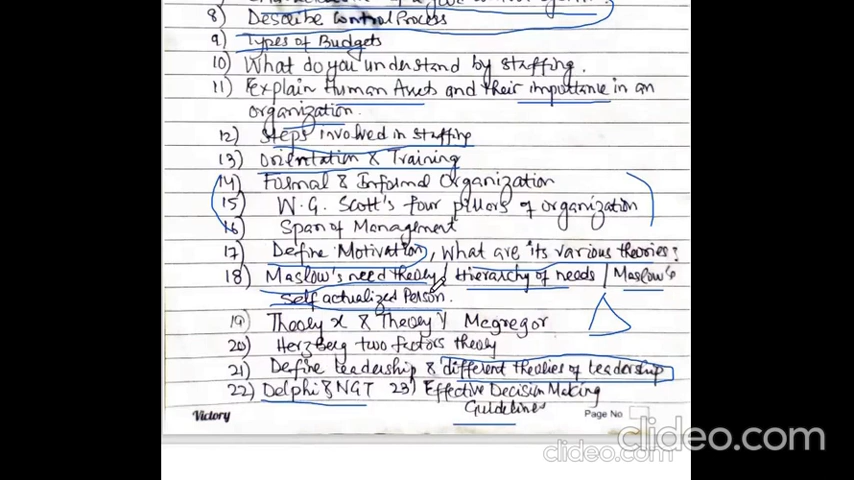 8) Describe Control Process
9) Types of Budgets
10) What do you understand by staffing.
11) Explain Human Assets and their importance in an
organization.
12) Steps involved in staffing
13) Orientation & Training
14) Formal & Informal Organization
15) W.G. Scott's four pillars of organization
16) Span of Management
17) Define Motivation, What are its various theories?
18) Maslow's need theory / Hierarchy of needs / Maslow's
Self actualized Person.
19) Theory X & Theory Y Mcgregor
20) Herzberg two factors theory
21) Define leadership & different theories of leadership
22) Delphi & NGT 23) Effective Decision Making
Guidelines
Victory Page No
clideo.com
clideo.com